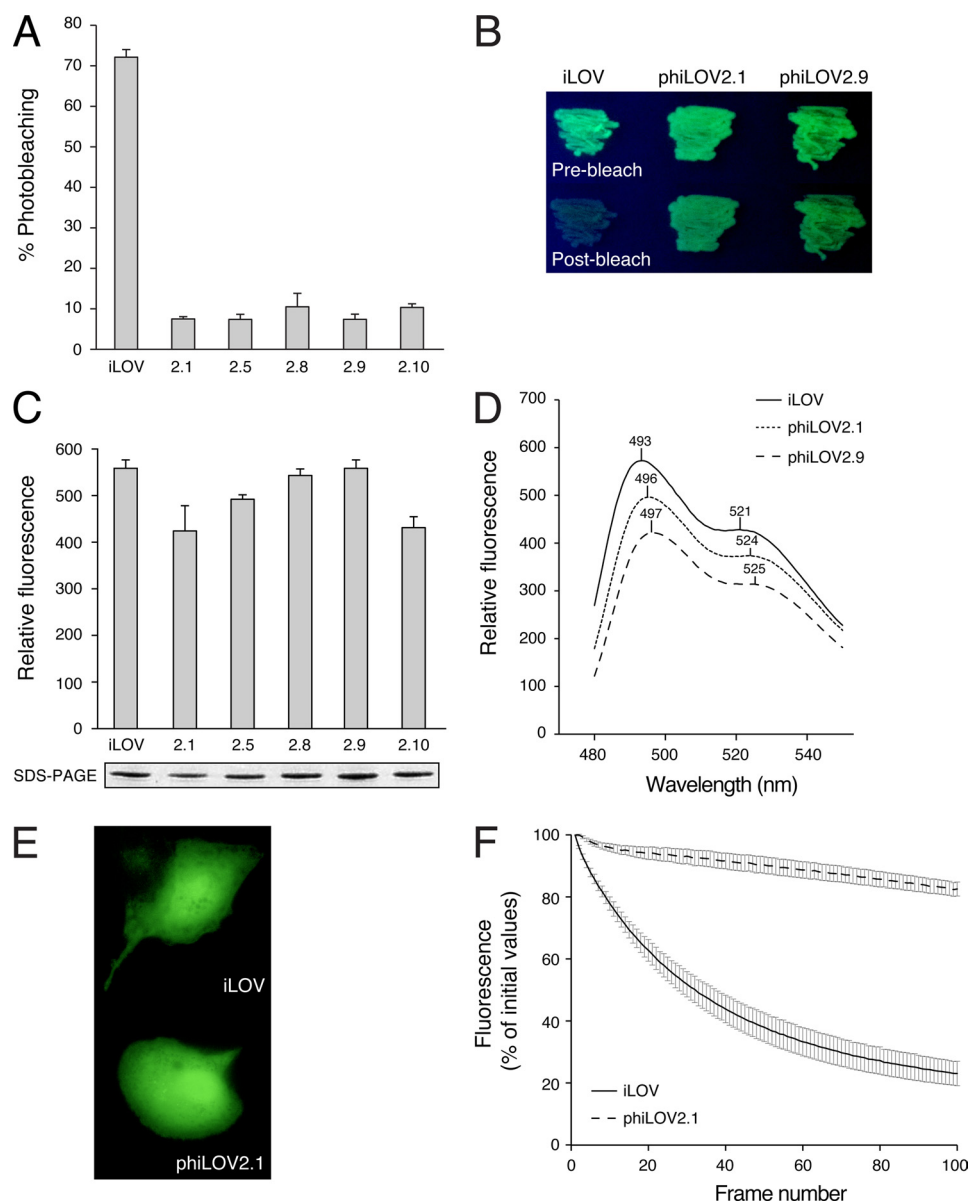 A
% Photobleaching
80
70
60
50
40
30
20
10
0
iLOV 2.1 2.5 2.8 2.9 2.10
B
iLOV phiLOV2.1 phiLOV2.9
Pre-bleach
Post-bleach
C
Relative fluorescence
600
500
400
300
200
100
0
iLOV 2.1 2.5 2.8 2.9 2.10
SDS-PAGE
D
Relative fluorescence
700
600
500
400
300
200
100
0
iLOV
phiLOV2.1
phiLOV2.9
493
496
497
521
524
525
480 500 520 540
Wavelength (nm)
E
iLOV
phiLOV2.1
F
Fluorescence
(% of initial values)
100
80
60
40
20
0
iLOV
phiLOV2.1
0 20 40 60 80 100
Frame number